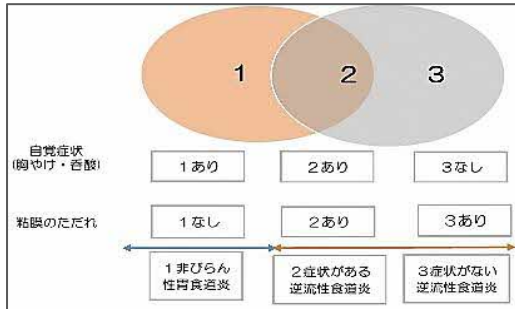 1
2
3
自覚症状
(胸やけ・呑酸)
1あり
2あり
3なし
粘膜のただれ
1なし
2あり
3あり
1非びらん
性胃食道炎
2症状がある
逆流性食道炎
3症状がない
逆流性食道炎